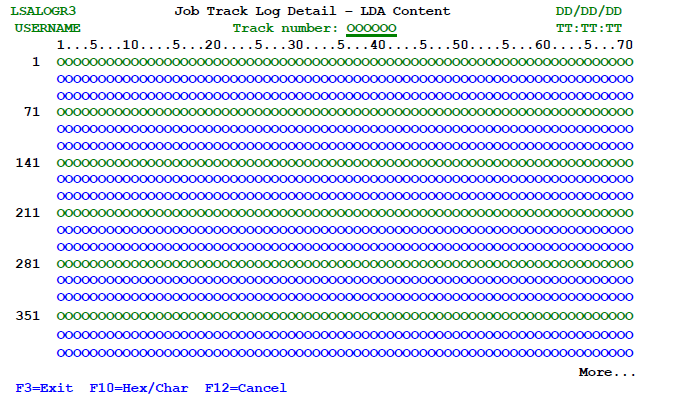 LSALOGR3 Job Track Log Detail - LDA Content DD/DD/DD
USERNAME Track number: OOOOOO TT:TT:TT
1...5...10....5...20....5...30....5...40....5...50....5...60....5...70
1 OOOOOOOOOOOOOOOOOOOOOOOOOOOOOOOOOOOOOOOOOOOOOOOOOOOOOOOOOOOOOOOOOOOOOO
OOOOOOOOOOOOOOOOOOOOOOOOOOOOOOOOOOOOOOOOOOOOOOOOOOOOOOOOOOOOOOOOOOOOOO
OOOOOOOOOOOOOOOOOOOOOOOOOOOOOOOOOOOOOOOOOOOOOOOOOOOOOOOOOOOOOOOOOOOOOO
71 OOOOOOOOOOOOOOOOOOOOOOOOOOOOOOOOOOOOOOOOOOOOOOOOOOOOOOOOOOOOOOOOOOOOOO
OOOOOOOOOOOOOOOOOOOOOOOOOOOOOOOOOOOOOOOOOOOOOOOOOOOOOOOOOOOOOOOOOOOOOO
OOOOOOOOOOOOOOOOOOOOOOOOOOOOOOOOOOOOOOOOOOOOOOOOOOOOOOOOOOOOOOOOOOOOOO
141 OOOOOOOOOOOOOOOOOOOOOOOOOOOOOOOOOOOOOOOOOOOOOOOOOOOOOOOOOOOOOOOOOOOOOO
OOOOOOOOOOOOOOOOOOOOOOOOOOOOOOOOOOOOOOOOOOOOOOOOOOOOOOOOOOOOOOOOOOOOOO
OOOOOOOOOOOOOOOOOOOOOOOOOOOOOOOOOOOOOOOOOOOOOOOOOOOOOOOOOOOOOOOOOOOOOO
211 OOOOOOOOOOOOOOOOOOOOOOOOOOOOOOOOOOOOOOOOOOOOOOOOOOOOOOOOOOOOOOOOOOOOOO
OOOOOOOOOOOOOOOOOOOOOOOOOOOOOOOOOOOOOOOOOOOOOOOOOOOOOOOOOOOOOOOOOOOOOO
OOOOOOOOOOOOOOOOOOOOOOOOOOOOOOOOOOOOOOOOOOOOOOOOOOOOOOOOOOOOOOOOOOOOOO
281 OOOOOOOOOOOOOOOOOOOOOOOOOOOOOOOOOOOOOOOOOOOOOOOOOOOOOOOOOOOOOOOOOOOOOO
OOOOOOOOOOOOOOOOOOOOOOOOOOOOOOOOOOOOOOOOOOOOOOOOOOOOOOOOOOOOOOOOOOOOOO
OOOOOOOOOOOOOOOOOOOOOOOOOOOOOOOOOOOOOOOOOOOOOOOOOOOOOOOOOOOOOOOOOOOOOO
351 OOOOOOOOOOOOOOOOOOOOOOOOOOOOOOOOOOOOOOOOOOOOOOOOOOOOOOOOOOOOOOOOOOOOOO
OOOOOOOOOOOOOOOOOOOOOOOOOOOOOOOOOOOOOOOOOOOOOOOOOOOOOOOOOOOOOOOOOOOOOO
OOOOOOOOOOOOOOOOOOOOOOOOOOOOOOOOOOOOOOOOOOOOOOOOOOOOOOOOOOOOOOOOOOOOOO
More...
F3=Exit F10=Hex/Char F12=Cancel